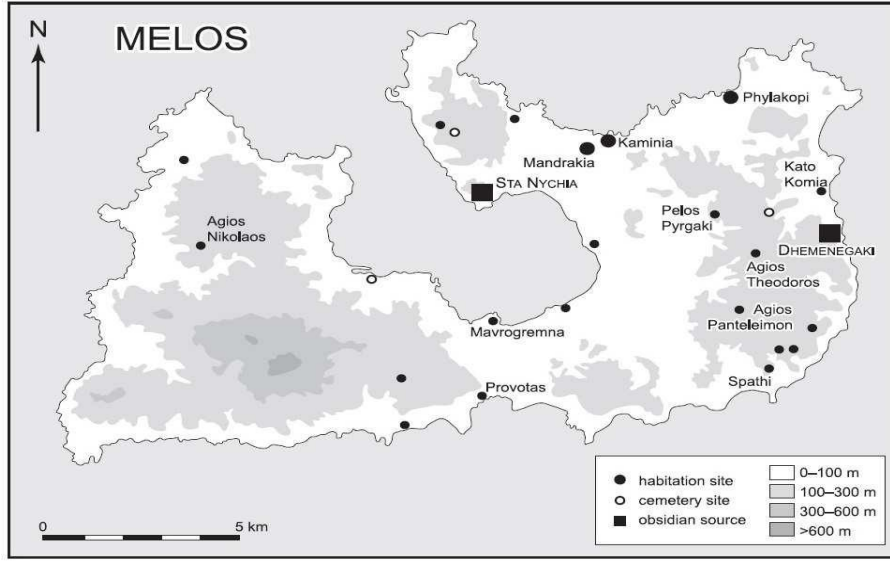 N
MELOS
Phylakopi
Kaminia
Mandrakia
STA NYCHIA
Kato
Komia
Pelos
Pyrgaki
DHEMENEGAKI
Agios
Nikolaos
Agios
Theodoros
Agios
Panteleimon
Mavrogremna
Spathi
Provotas
habitation site
cemetery site
obsidian source
0–100 m
100–300 m
300–600 m
>600 m
0 5 km